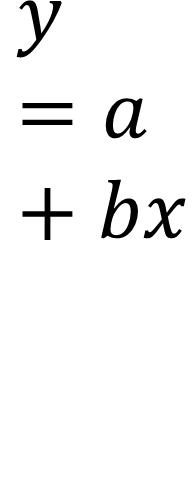 y
= a
+ bx